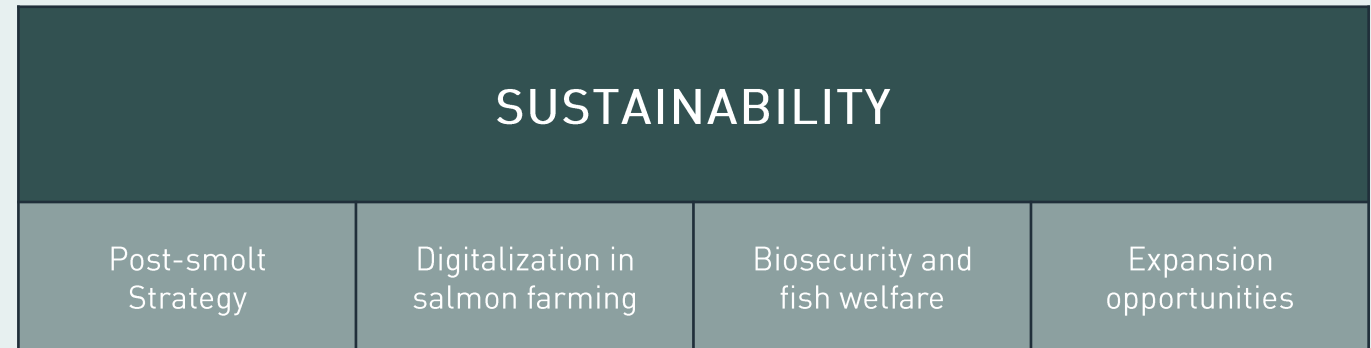 SUSTAINABILITY
Post-smolt
Strategy
Digitalization in
salmon farming
Biosecurity and
fish welfare
Expansion
opportunities